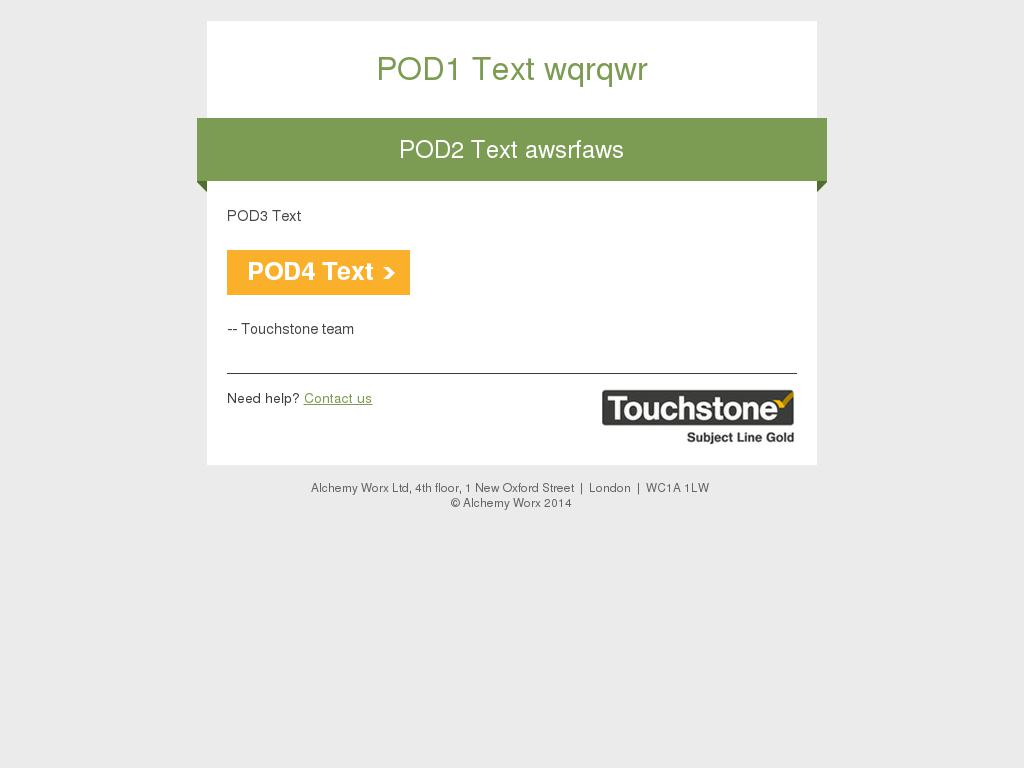 POD1 Text wqrqwr
POD2 Text awsrfaws
POD3 Text
POD4 Text ›
-- Touchstone team
Need help? Contact us
Touchstone
Subject Line Gold
Alchemy Worx Ltd, 4th floor, 1 New Oxford Street | London | WC1A 1LW
© Alchemy Worx 2014